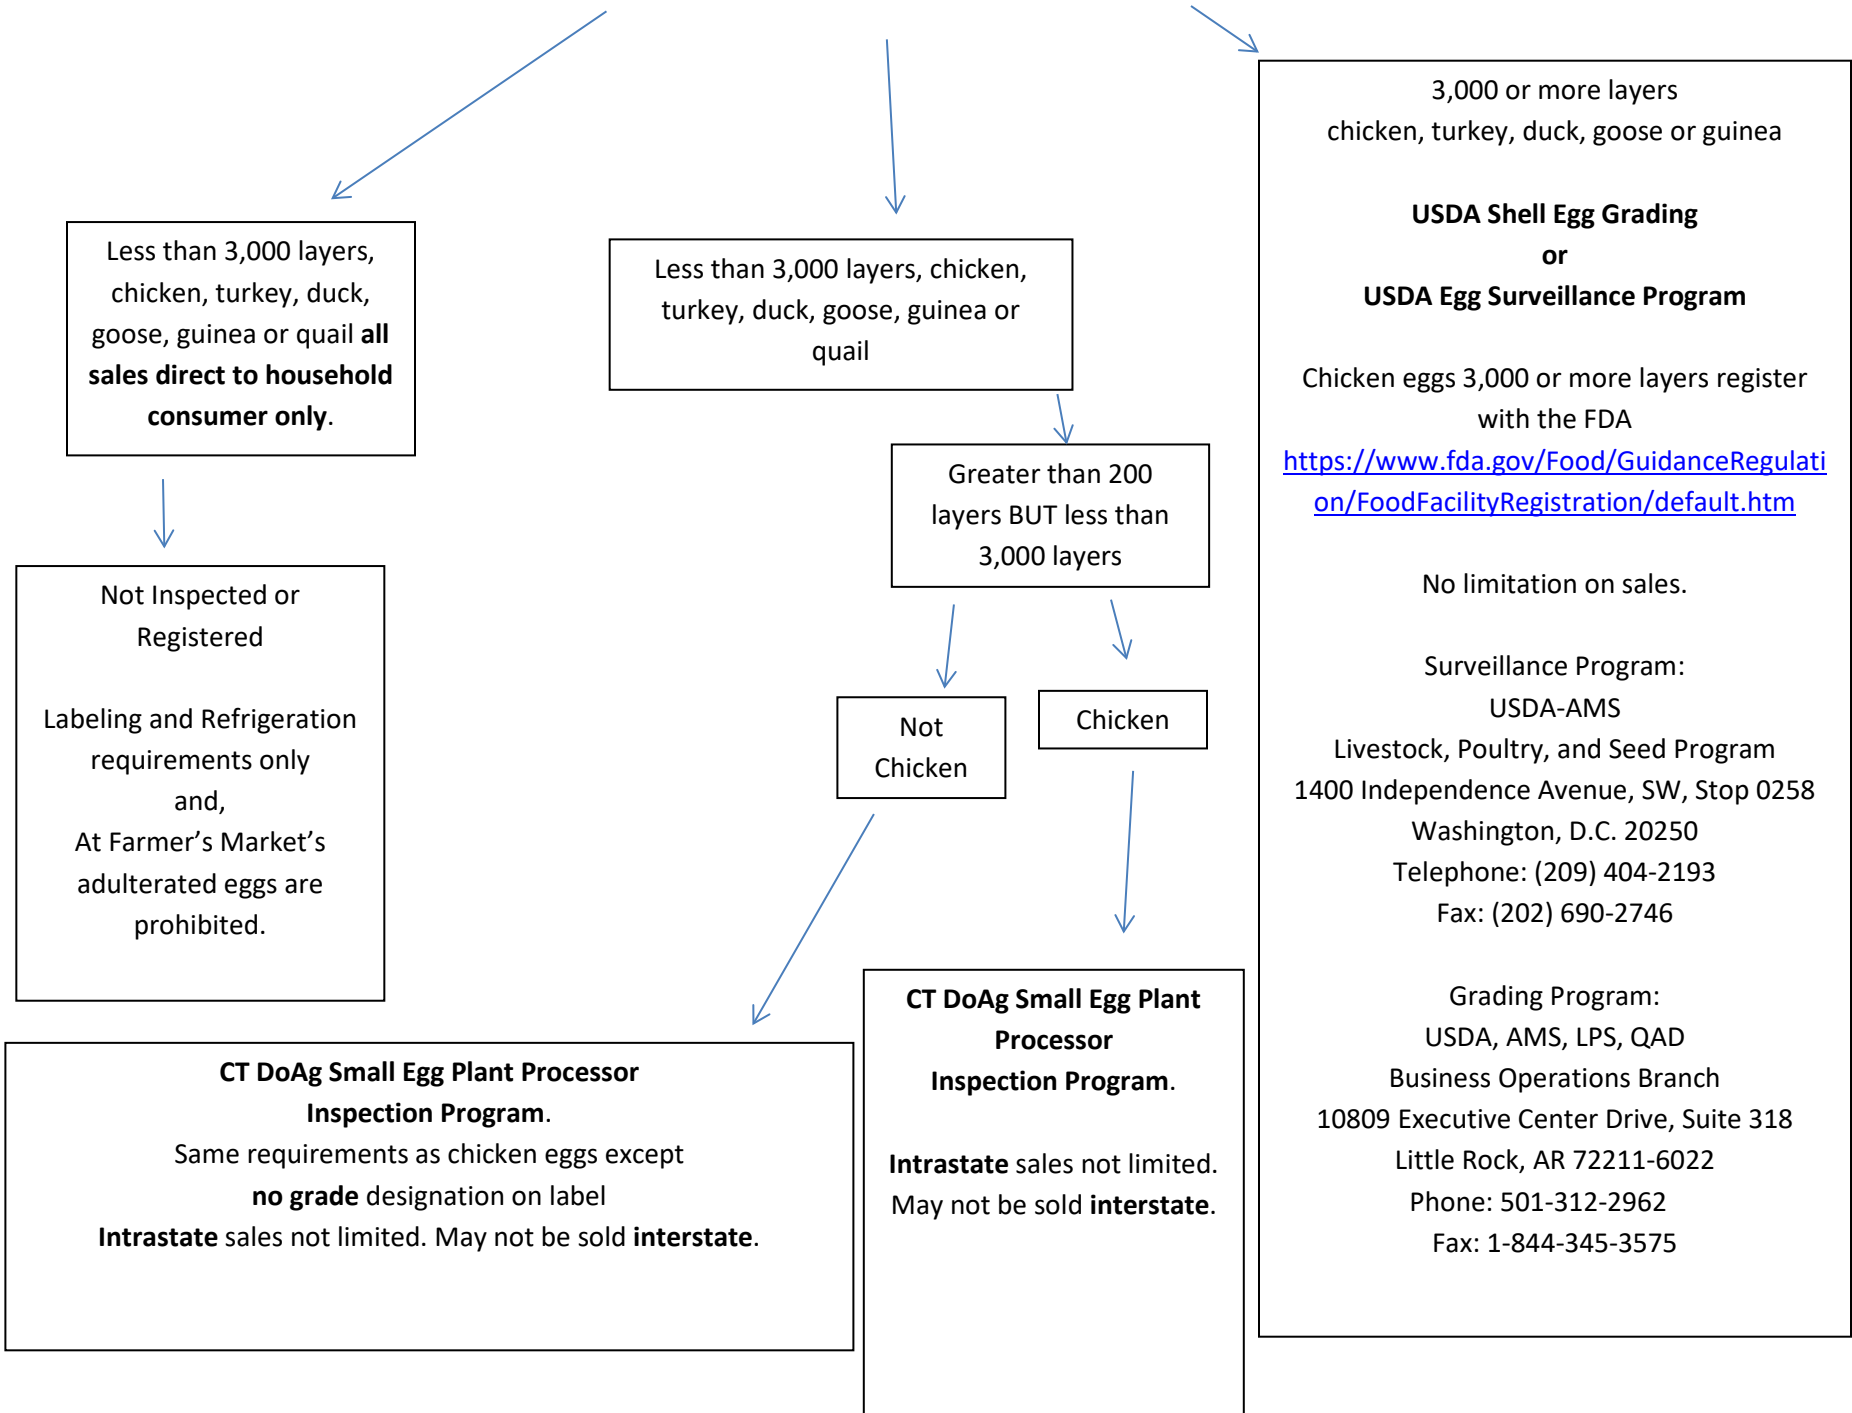 Less than 3,000 layers,
chicken, turkey, duck,
goose, guinea or quail all
sales direct to household
consumer only.
Not Inspected or
Registered
Labeling and Refrigeration
requirements only
and,
At Farmer’s Market’s
adulterated eggs are
prohibited.
Less than 3,000 layers, chicken,
turkey, duck, goose, guinea or
quail
Greater than 200
layers BUT less than
3,000 layers
Not
Chicken
Chicken
CT DoAg Small Egg Plant Processor
Inspection Program.
Same requirements as chicken eggs except
no grade designation on label
Intrastate sales not limited. May not be sold interstate.
CT DoAg Small Egg Plant
Processor
Inspection Program.
Intrastate sales not limited.
May not be sold interstate.
3,000 or more layers
chicken, turkey, duck, goose or guinea
USDA Shell Egg Grading
or
USDA Egg Surveillance Program
Chicken eggs 3,000 or more layers register
with the FDA
https://www.fda.gov/Food/GuidanceRegulati
on/FoodFacilityRegistration/default.htm
No limitation on sales.
Surveillance Program:
USDA-AMS
Livestock, Poultry, and Seed Program
1400 Independence Avenue, SW, Stop 0258
Washington, D.C. 20250
Telephone: (209) 404-2193
Fax: (202) 690-2746
Grading Program:
USDA, AMS, LPS, QAD
Business Operations Branch
10809 Executive Center Drive, Suite 318
Little Rock, AR 72211-6022
Phone: 501-312-2962
Fax: 1-844-345-3575